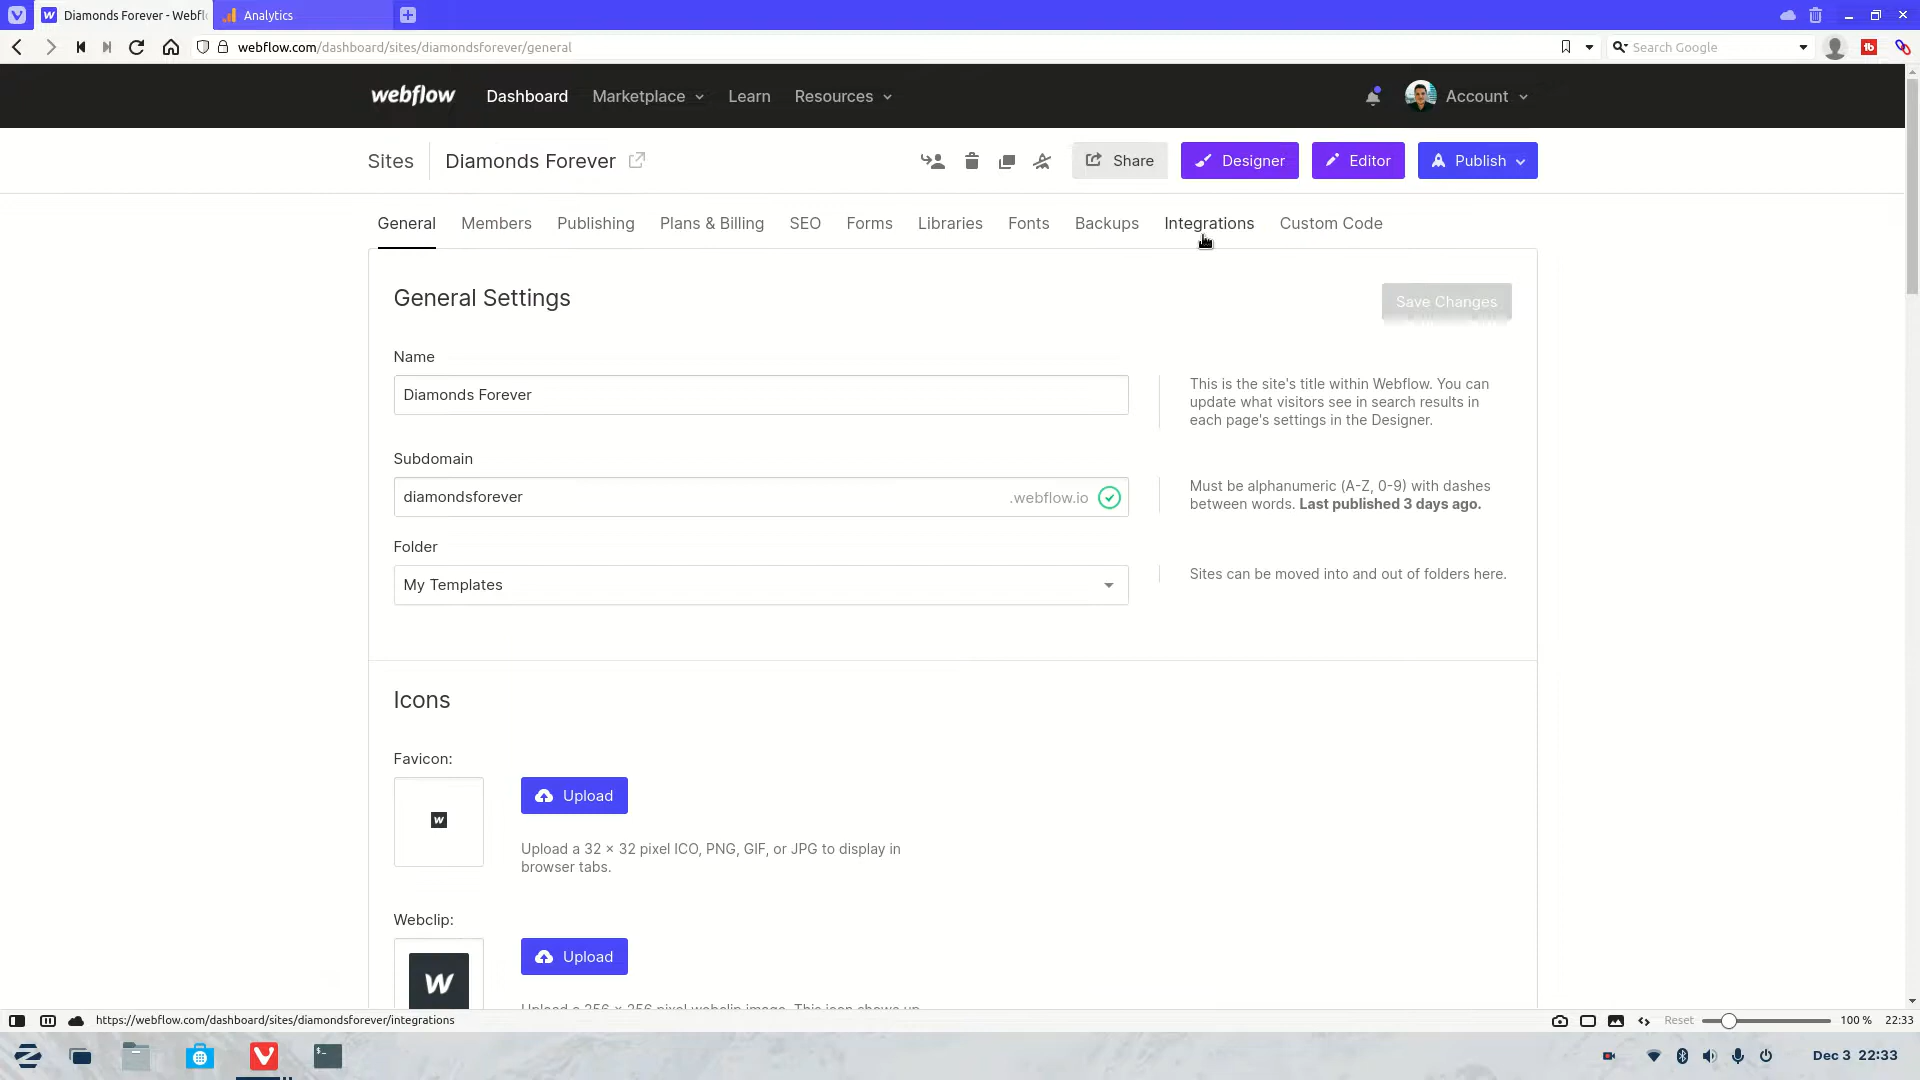 Diamonds Forever - Webfl
Analytics
webflow.com/dashboard/sites/diamondsforever/general
Search Google
webflow
Dashboard
Marketplace
Learn
Resources
Account
Sites
Diamonds Forever
Share
Designer
Editor
Publish
General
Members
Publishing
Plans & Billing
SEO
Forms
Libraries
Fonts
Backups
Integrations
Custom Code
General Settings
Save Changes
Name
Diamonds Forever
This is the site's title within Webflow. You can
update what visitors see in search results in
each page's settings in the Designer.
Subdomain
diamondsforever
.webflow.io
Must be alphanumeric (A-Z, 0-9) with dashes
between words. Last published 3 days ago.
Folder
My Templates
Sites can be moved into and out of folders here.
Icons
Favicon:
W
Upload
Upload a 32 × 32 pixel ICO, PNG, GIF, or JPG to display in
browser tabs.
Webclip:
W
Upload
Upload a 256 × 256 pixel webclip image. This icon shows up
https://webflow.com/dashboard/sites/diamondsforever/integrations
Reset
100 %
22:33
Dec 3 22:33